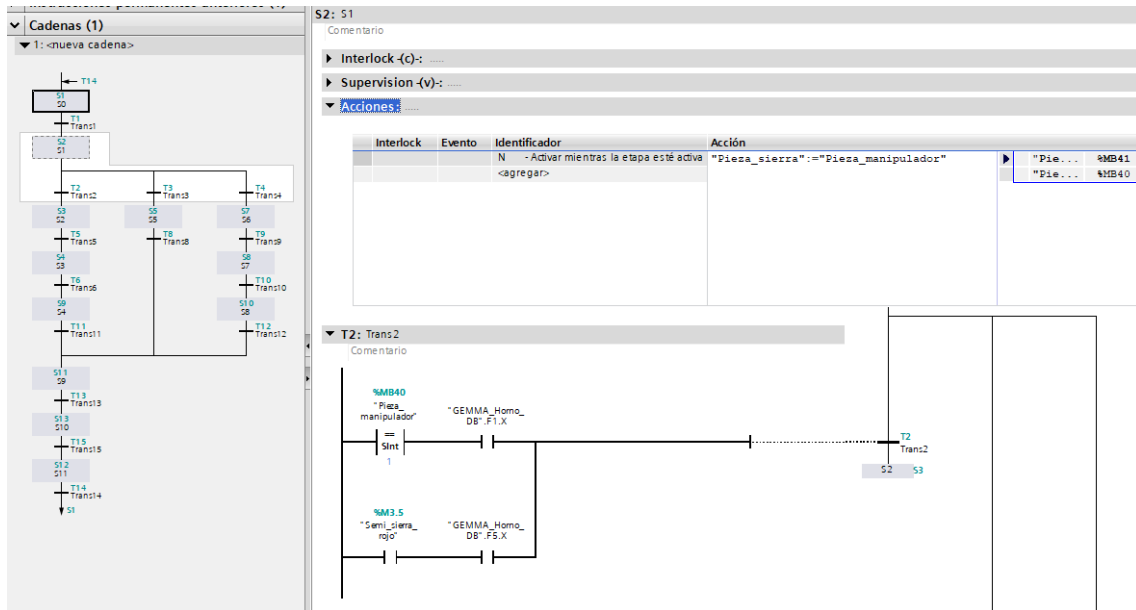 Cadenas (1)
1: <nueva cadena>
T14
S1
S0
T1
Trans1
S2
S1
T2
Trans2
T3
Trans3
T4
Trans4
S3
S2
S5
S5
S7
S6
T5
Trans5
T8
Trans8
T9
Trans9
S4
S3
S8
S7
T6
Trans6
T10
Trans10
S9
S4
S10
S8
T11
Trans11
T12
Trans12
S11
S9
T13
Trans13
S13
S10
T15
Trans15
S12
S11
T14
Trans14
S1
S2: S1
Comentario
Interlock -(c)-: .....
Supervision -(v)-: .....
Acciones: .....
Interlock Evento Identificador Acción
N - Activar mientras la etapa esté activa "Pieza_sierra":="Pieza_manipulador" "Pie... %MB41
<agregar> "Pie... %MB40
T2: Trans2
Comentario
%MB40
"Pieza_
manipulador"
"GEMMA_Horno_
DB".F1.X
==
SInt
1
T2
Trans2
S2 S3
%M3.5
"Semi_sierra_
rojo"
"GEMMA_Horno_
DB".F5.X